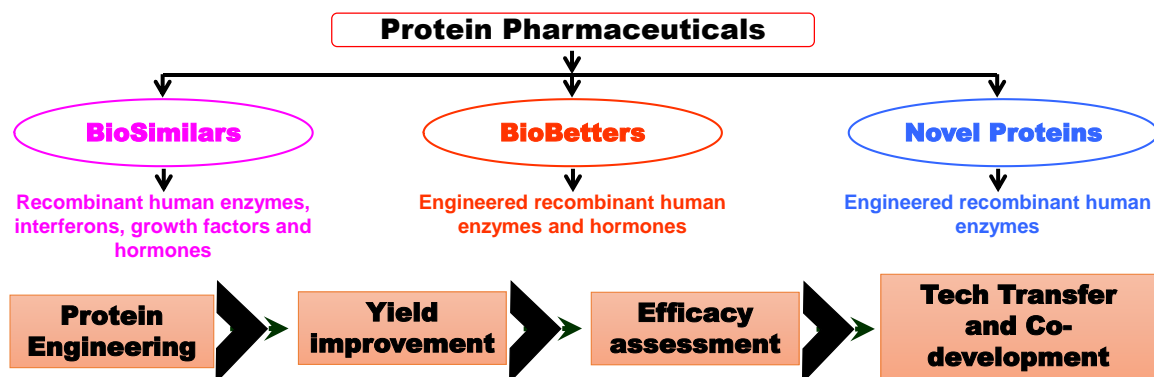 Protein Pharmaceuticals
BioSimilars
BioBetters
Novel Proteins
Recombinant human enzymes,
interferons, growth factors and
hormones
Engineered recombinant human
enzymes and hormones
Engineered recombinant human
enzymes
Protein
Engineering
Yield
improvement
Efficacy
assessment
Tech Transfer
and Co-
development